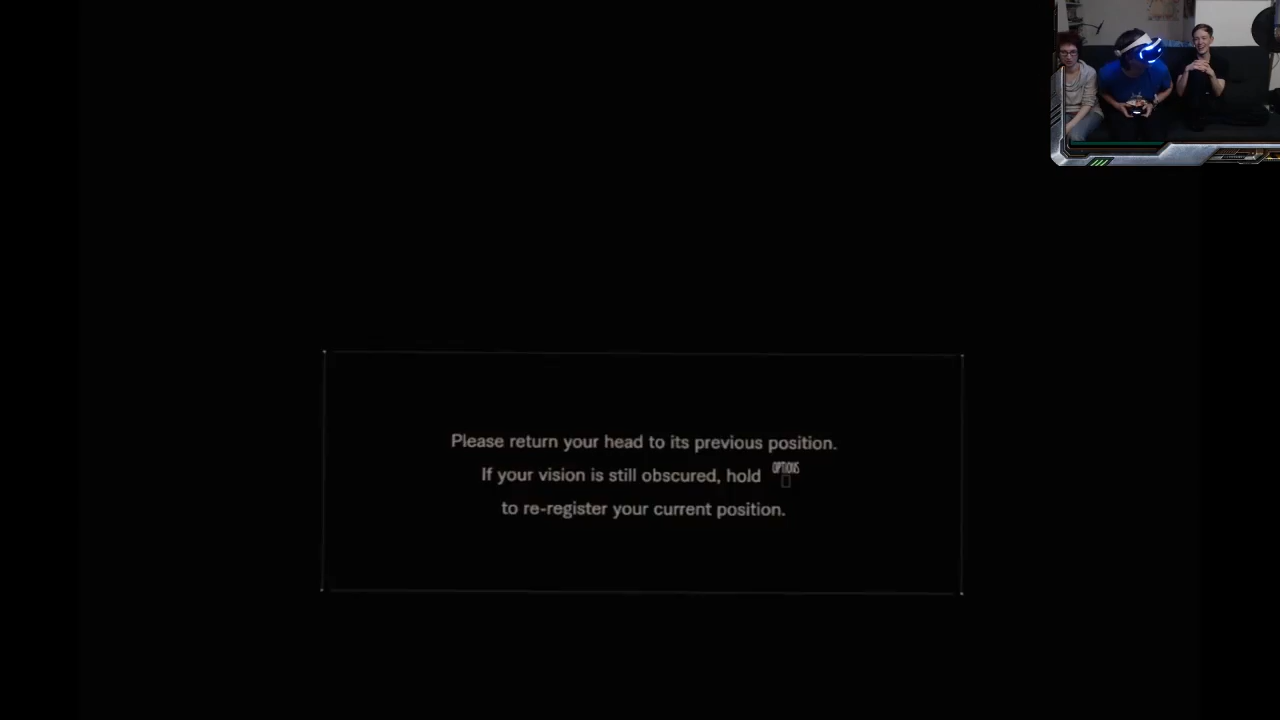 Please return your head to its previous position.
If your vision is still obscured, hold OPTIONS
to re-register your current position.